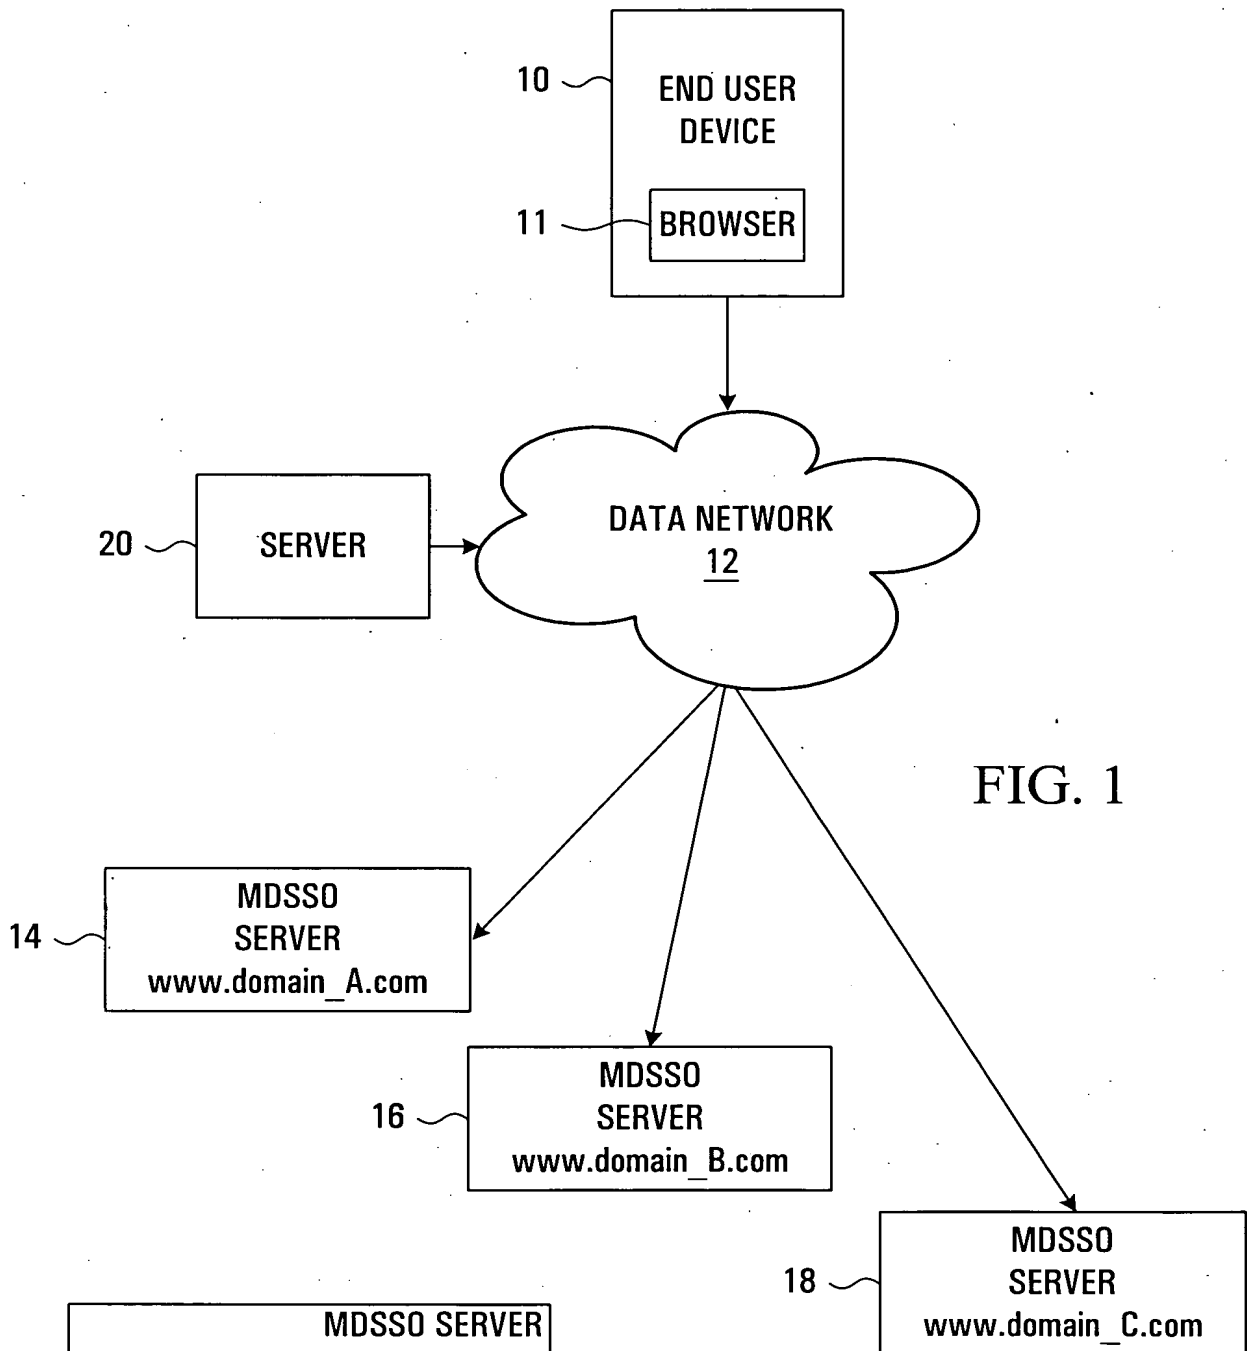 10
END USER
DEVICE
11
BROWSER
DATA NETWORK
12
20
SERVER
FIG. 1
14
MDSSO
SERVER
www.domain_A.com
16
MDSSO
SERVER
www.domain_B.com
18
MDSSO
SERVER
www.domain_C.com
MDSSO SERVER